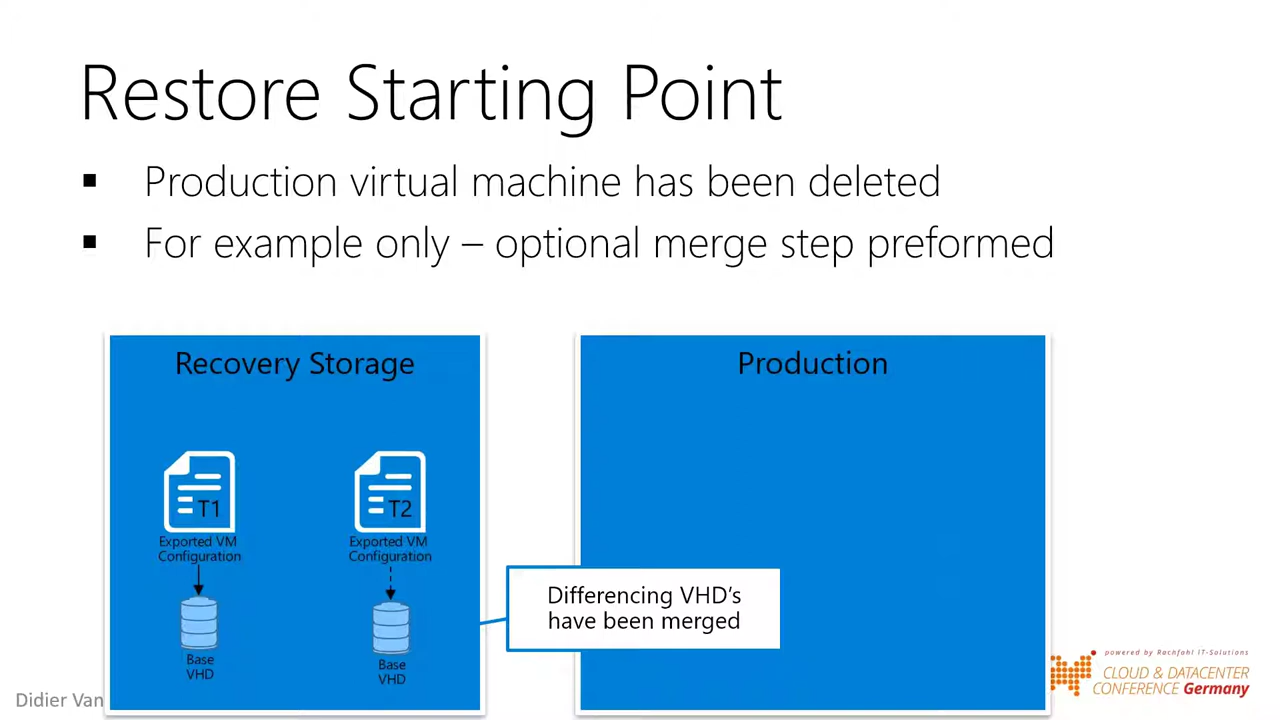 Restore Starting Point
▪ Production virtual machine has been deleted
▪ For example only – optional merge step preformed
Recovery Storage
Production
T1
T2
Exported VM
Configuration
Exported VM
Configuration
Differencing VHD's
have been merged
Base
VHD
Base
VHD
powered by Rachfahl IT-Solutions
CLOUD & DATACENTER
CONFERENCE Germany
Didier Van